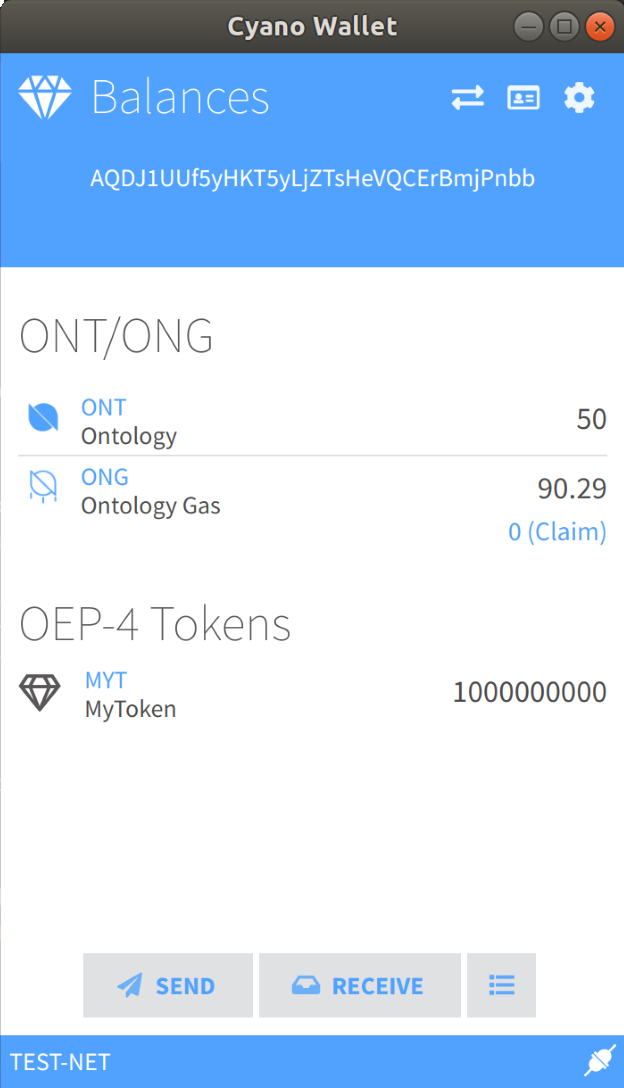 Cyano Wallet
Balances
AQDJ1UUf5yHKT5yLjZTsHeVQCErBmjPnbb
ONT/ONG
ONT
Ontology
50
ONG
Ontology Gas
90.29
0 (Claim)
OEP-4 Tokens
MYT
MyToken
1000000000
SEND
RECEIVE
TEST-NET